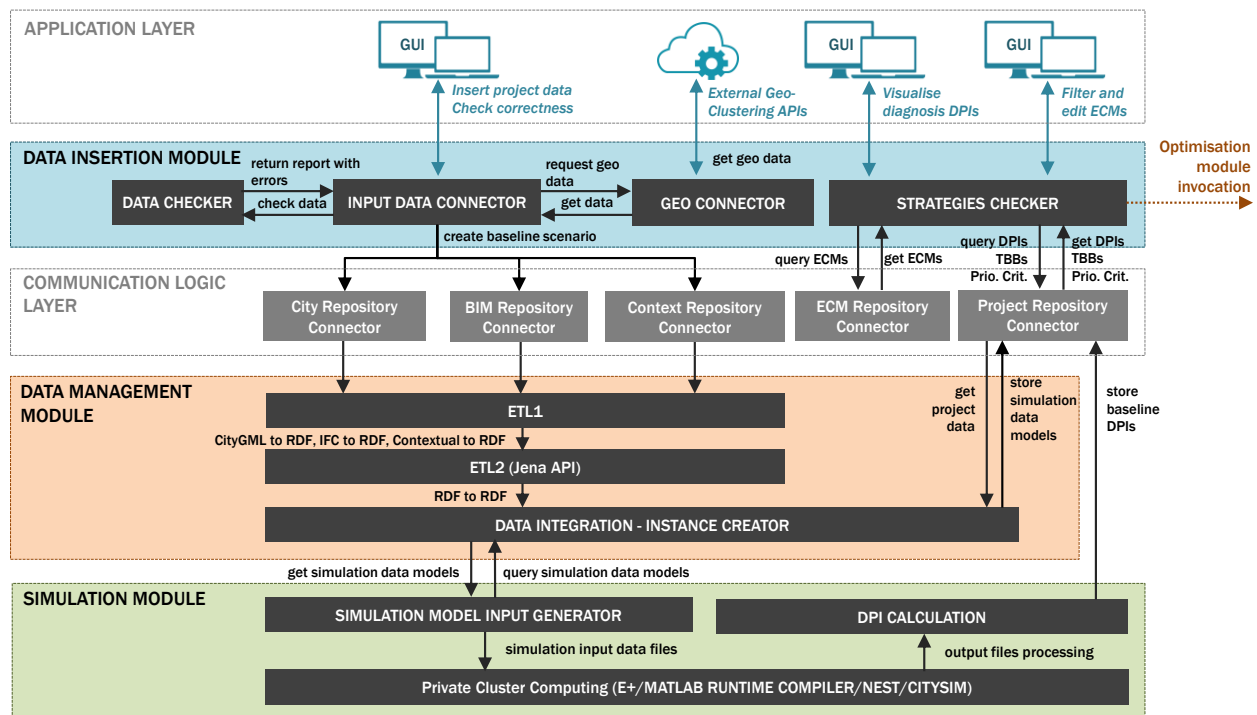 APPLICATION LAYER
GUI
GUI
GUI
Insert project data
Check correctness
External Geo-
Clustering APIs
Visualise
diagnosis DPIs
Filter and
edit ECMs
DATA INSERTION MODULE
return report with
errors
request geo
data
get geo data
Optimisation
module
invocation
DATA CHECKER
check data
INPUT DATA CONNECTOR
get data
GEO CONNECTOR
STRATEGIES CHECKER
create baseline scenario
query ECMs
get ECMs
query DPIs
TBBs
Prio. Crit.
get DPIs
TBBs
Prio. Crit.
COMMUNICATION LOGIC
LAYER
City Repository
Connector
BIM Repository
Connector
Context Repository
Connector
ECM Repository
Connector
Project Repository
Connector
DATA MANAGEMENT
MODULE
ETL1
CityGML to RDF, IFC to RDF, Contextual to RDF
ETL2 (Jena API)
RDF to RDF
DATA INTEGRATION - INSTANCE CREATOR
get
project
data
store
simulation
data
models
store
baseline
DPIs
get simulation data models
query simulation data models
SIMULATION MODULE
SIMULATION MODEL INPUT GENERATOR
DPI CALCULATION
simulation input data files
output files processing
Private Cluster Computing (E+/MATLAB RUNTIME COMPILER/NEST/CITYSIM)